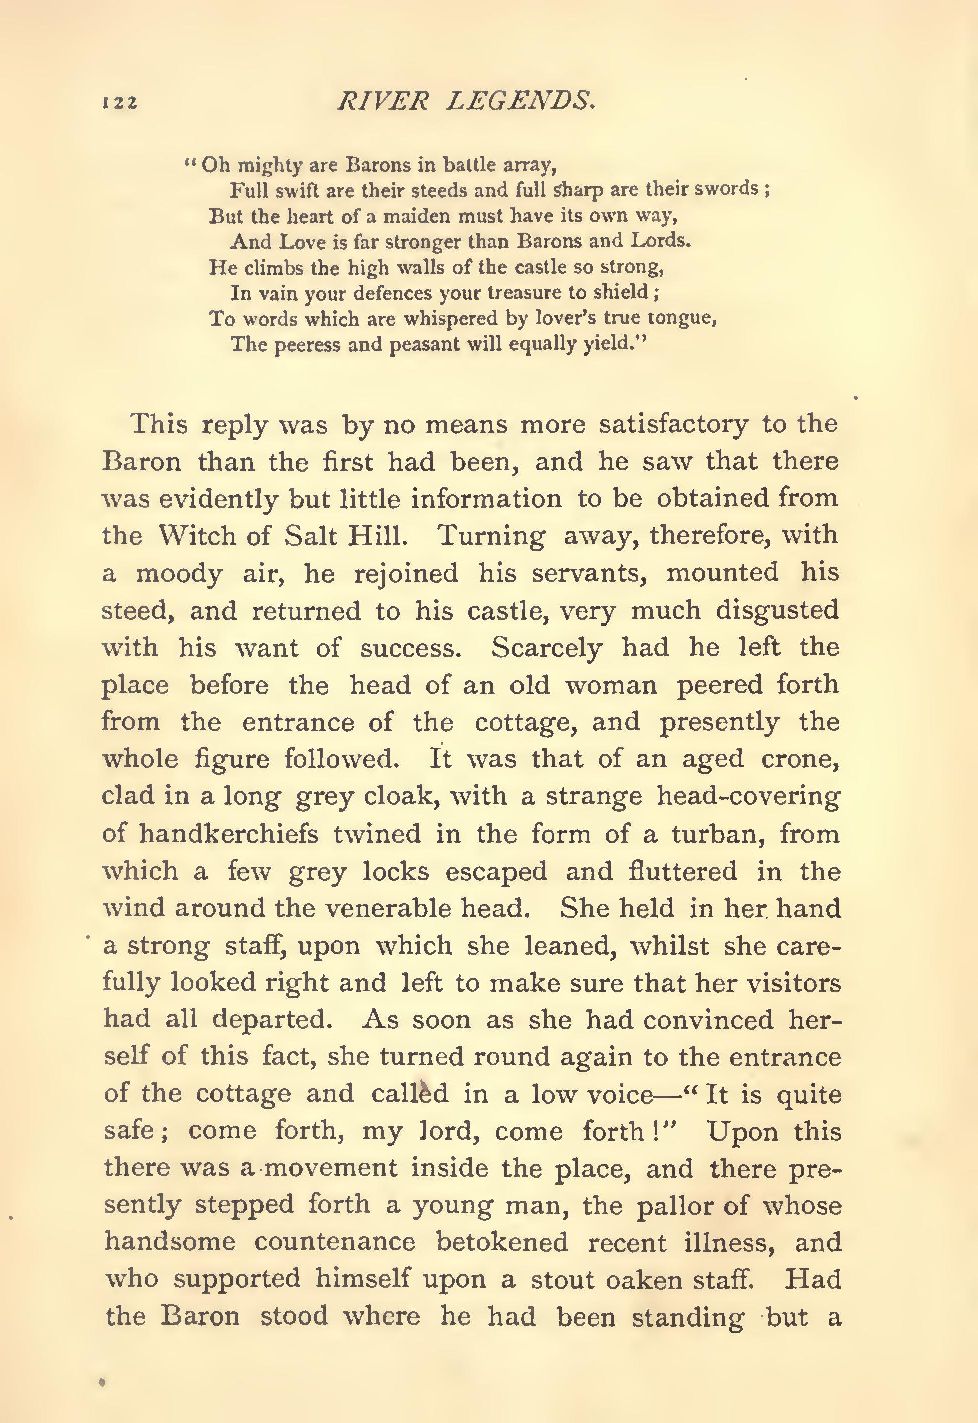 122 RIVER LEGENDS.
“ Oh mighty are Barons in battle array,
Full swift are their steeds and full sharp are their swords ;
But the heart of a maiden must have its own way,
And Love is far stronger than Barons and Lords.
He climbs the high walls of the castle so strong,
In vain your defences your treasure to shield ;
To words which are whispered by lover’s true tongue,
The peeress and peasant will equally yield.”
This reply was by no means more satisfactory to the
Baron than the first had been, and he saw that there
was evidently but little information to be obtained from
the Witch of Salt Hill. Turning away, therefore, with
a moody air, he rejoined his servants, mounted his
steed, and returned to his castle, very much disgusted
with his want of success. Scarcely had he left the
place before the head of an old woman peered forth
from the entrance of the cottage, and presently the
whole figure followed. It was that of an aged crone,
clad in a long grey cloak, with a strange head-covering
of handkerchiefs twined in the form of a turban, from
which a few grey locks escaped and fluttered in the
wind around the venerable head. She held in her hand
a strong staff, upon which she leaned, whilst she care-
fully looked right and left to make sure that her visitors
had all departed. As soon as she had convinced her-
self of this fact, she turned round again to the entrance
of the cottage and called in a low voice—“ It is quite
safe ; come forth, my lord, come forth !” Upon this
there was a movement inside the place, and there pre-
sently stepped forth a young man, the pallor of whose
handsome countenance betokened recent illness, and
who supported himself upon a stout oaken staff. Had
the Baron stood where he had been standing but a